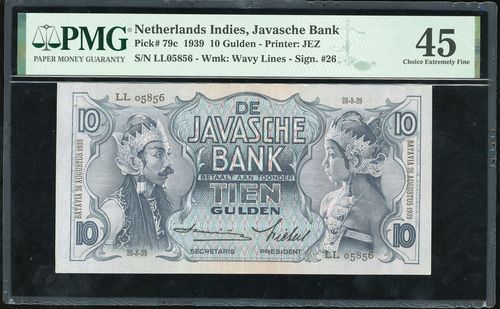 PMG
PAPER MONEY GUARANTY
Netherlands Indies, Javasche Bank
Pick# 79c 1939 10 Gulden - Printer: JEZ
S/N LL05856 - Wmk: Wavy Lines - Sign. #26
45
Choice Extremely Fine
LL 05856
26-8-39
10
DE
JAVASCHE
BANK
BETAALT AAN TOONDER
TIEN
GULDEN
10
BATAVIA 26 AUGUSTUS 1939
BATAVIA 26 AUGUSTUS 1939
10
10
26-8-39
SECRETARIS
PRESIDENT
LL 05856